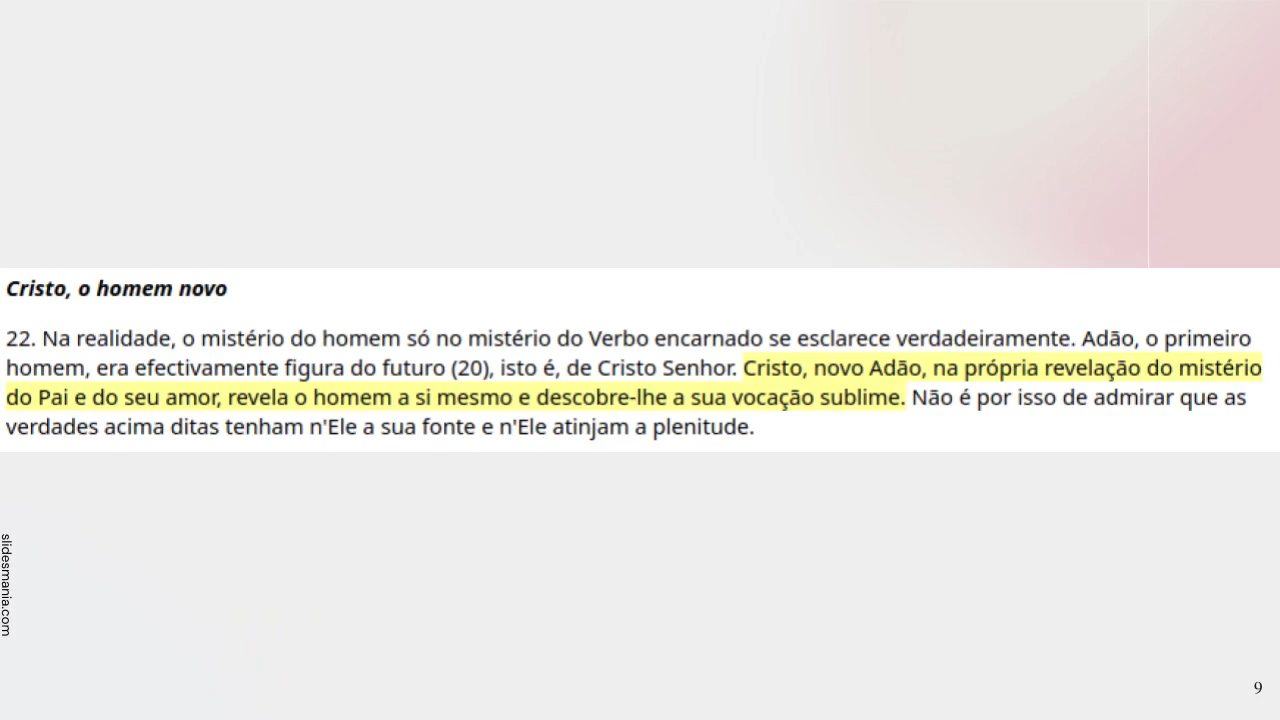 Cristo, o homem novo
22. Na realidade, o mistério do homem só no mistério do Verbo encarnado se esclarece verdadeiramente. Adão, o primeiro
homem, era efectivamente figura do futuro (20), isto é, de Cristo Senhor. Cristo, novo Adão, na própria revelação do mistério
do Pai e do seu amor, revela o homem a si mesmo e descobre-lhe a sua vocação sublime. Não é por isso de admirar que as
verdades acima ditas tenham n'Ele a sua fonte e n'Ele atinjam a plenitude.
slidesmania.com
9